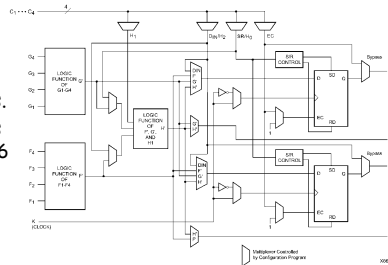 C1 • • • C4
4
H1
DIN/H2
SR/H0
EC
G4
G3
G2
G1
LOGIC
FUNCTION
OF
G1-G4
G'
LOGIC
FUNCTION
OF
F', G',
AND
H1
H'
DIN
F'
G'
H'
S/R
CONTROL
Bypass
D
SD
Q
EC
RD
1
G'
H'
6
F4
F3
F2
F1
LOGIC
FUNCTION
OF
F1-F4
F'
DIN
F'
G'
H'
S/R
CONTROL
Bypass
D
SD
Q
EC
RD
1
K
(CLOCK)
H'
F'
Multiplexer Controlled
by Configuration Program